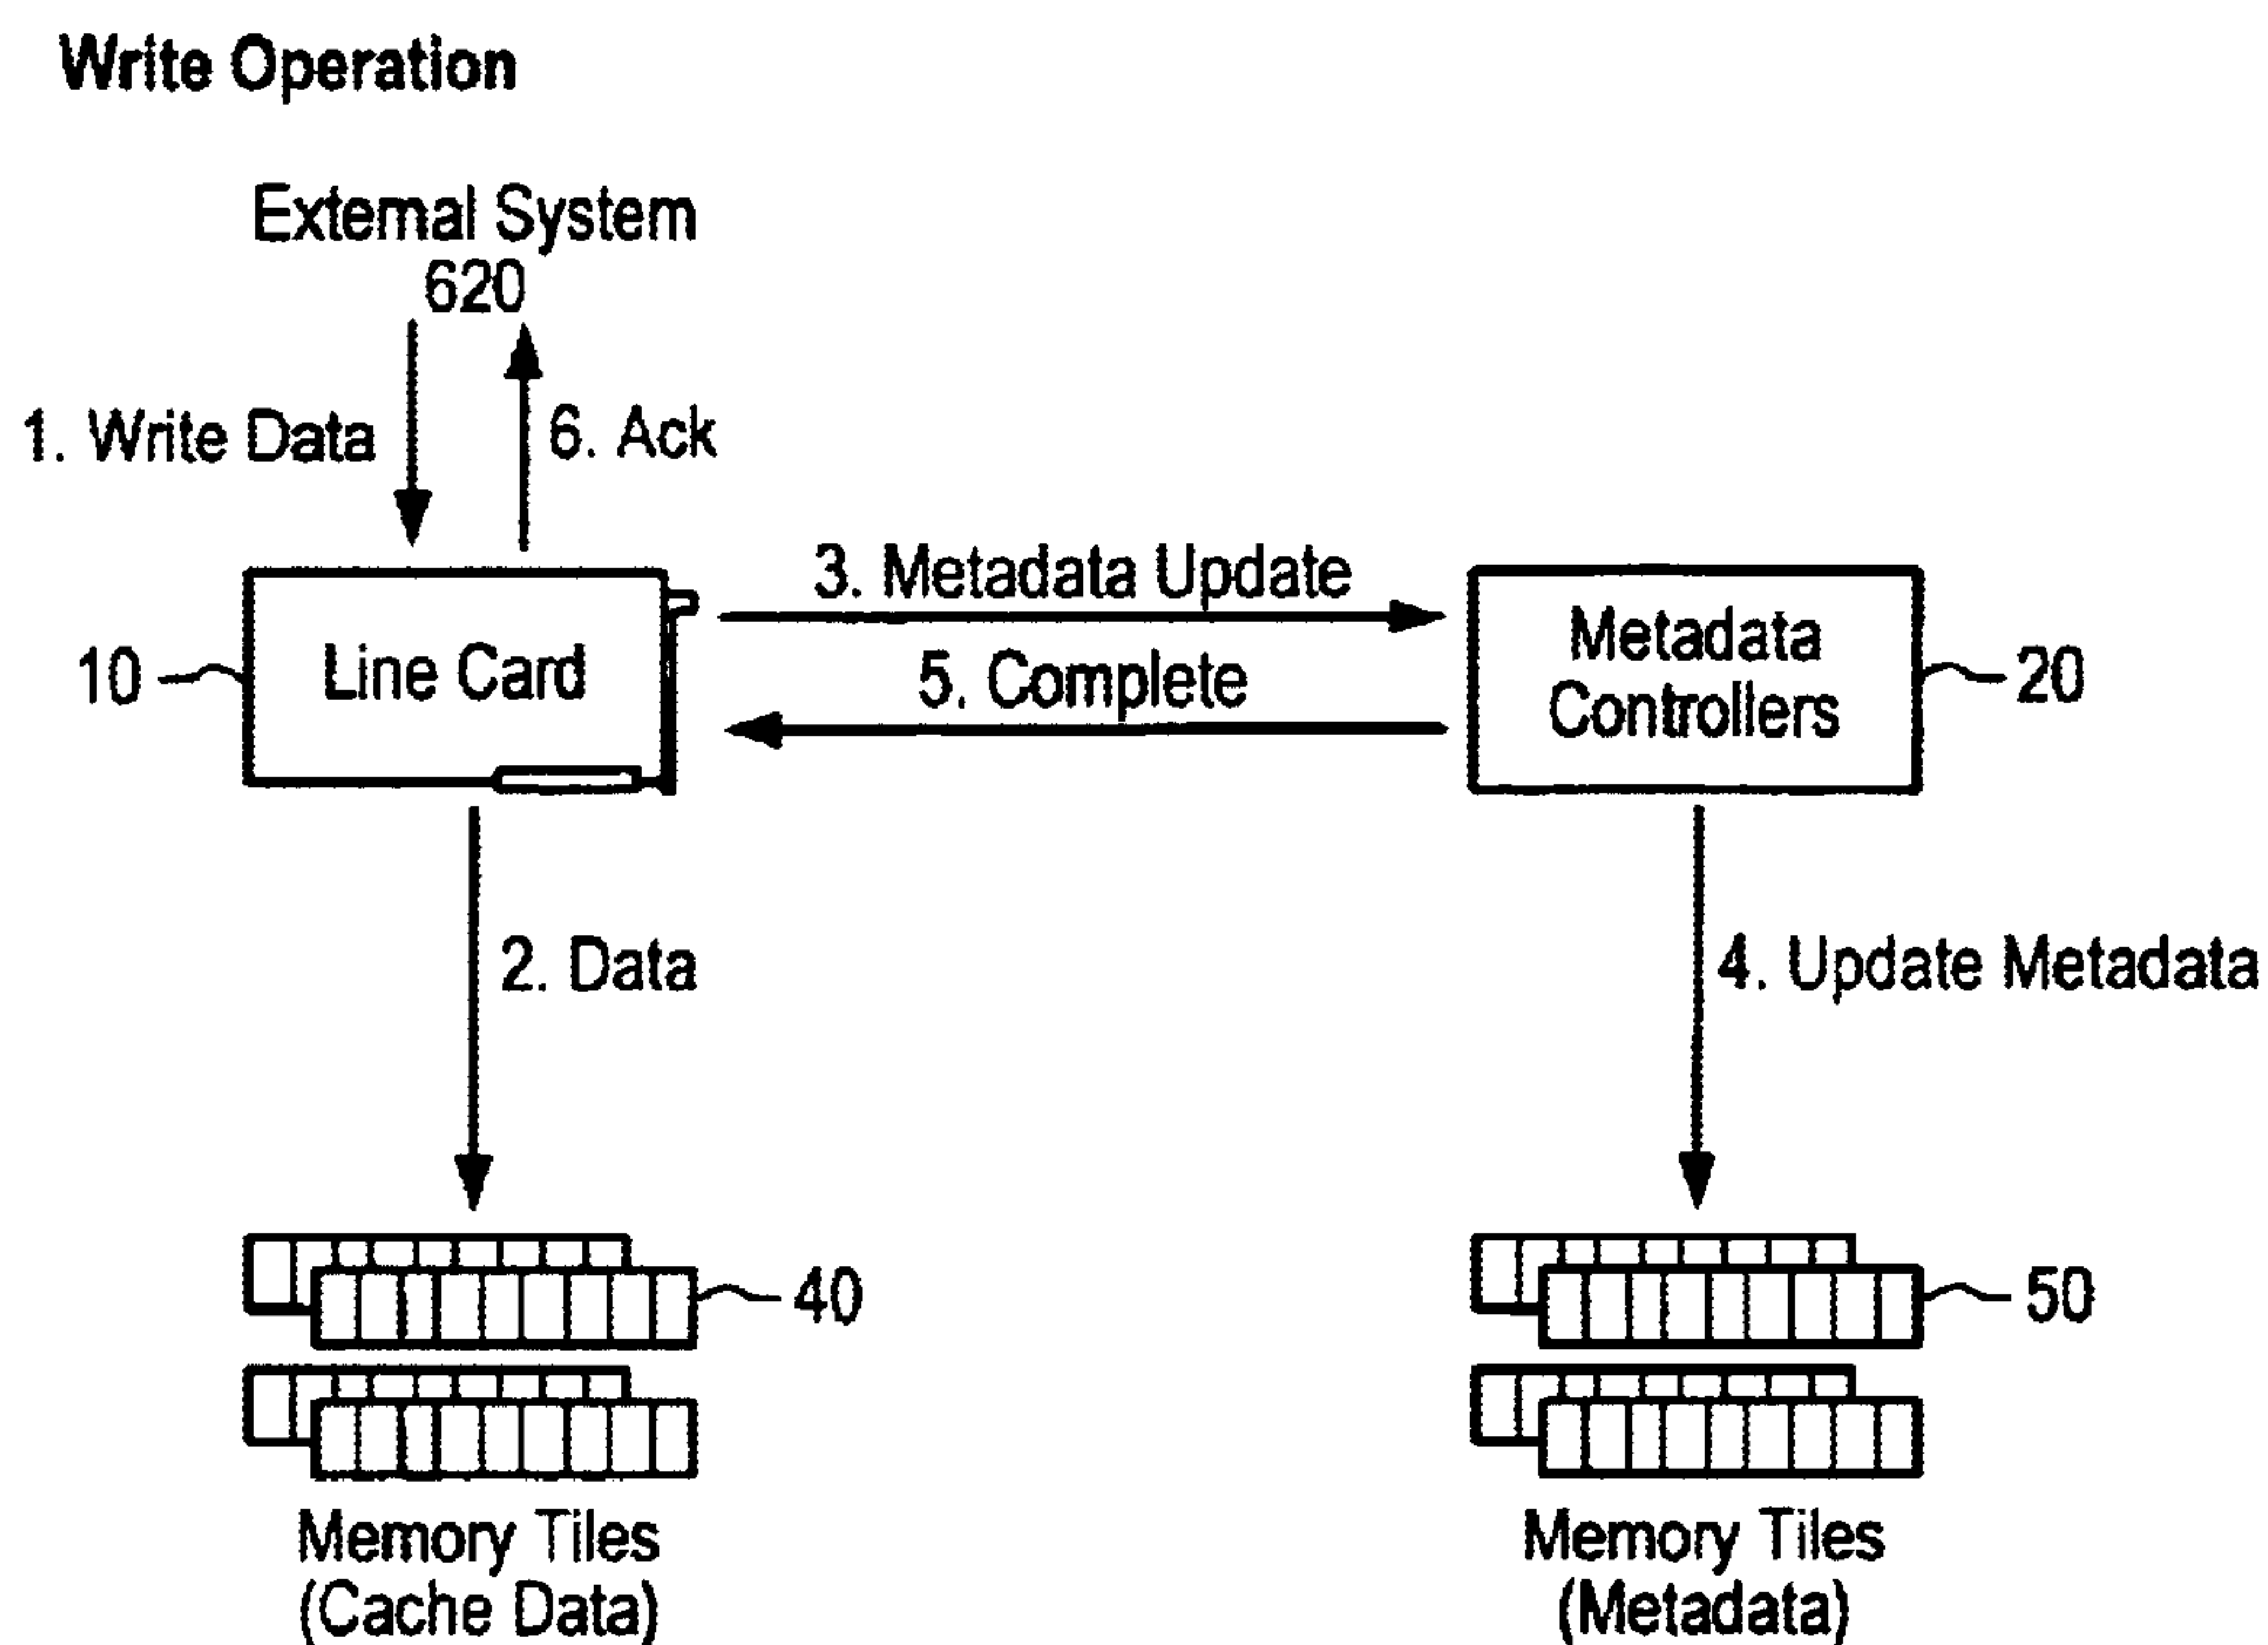 Write Operation
External System
620
1. Write Data
6. Ack
3. Metadata Update
10
Line Card
5. Complete
Metadata
Controllers
20
2. Data
4. Update Metadata
40
50
Memory Tiles
(Cache Data)
Memory Tiles
(Metadata)